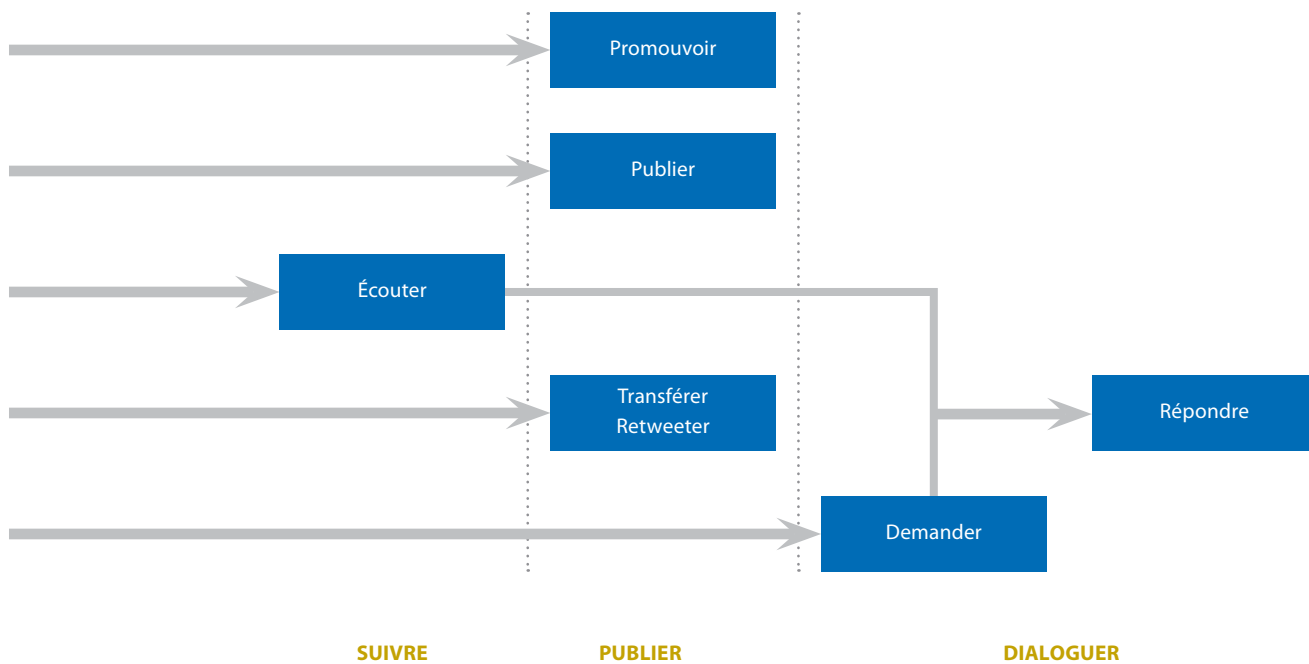 Promouvoir
Publier
Écouter
Transférer
Retweeter
Répondre
Demander
SUIVRE
PUBLIER
DIALOGUER